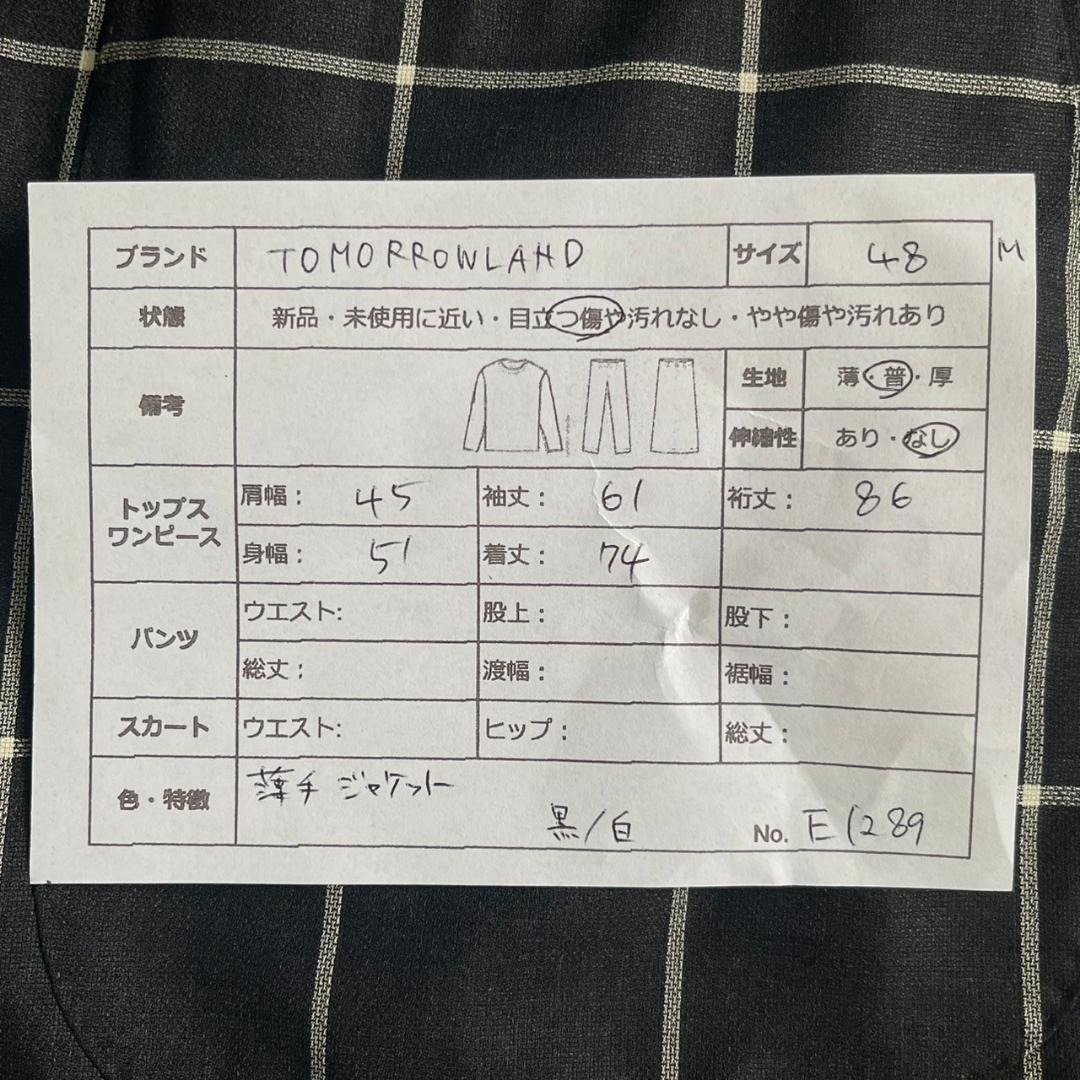 ブランド TOMORROWLAND サイズ 48 M
状態 新品・未使用に近い・目立つ傷や汚れなし・やや傷や汚れあり
備考 生地 薄・普・厚
伸縮性 あり・なし
トップス ワンピース 肩幅： 45 袖丈： 61 裄丈： 86
身幅： 51 着丈： 74
パンツ ウエスト: 股上： 股下：
総丈； 渡幅： 裾幅：
スカート ウエスト: ヒップ： 総丈：
色・特徴 薄手 ジャケット
黒/白 No. E1289